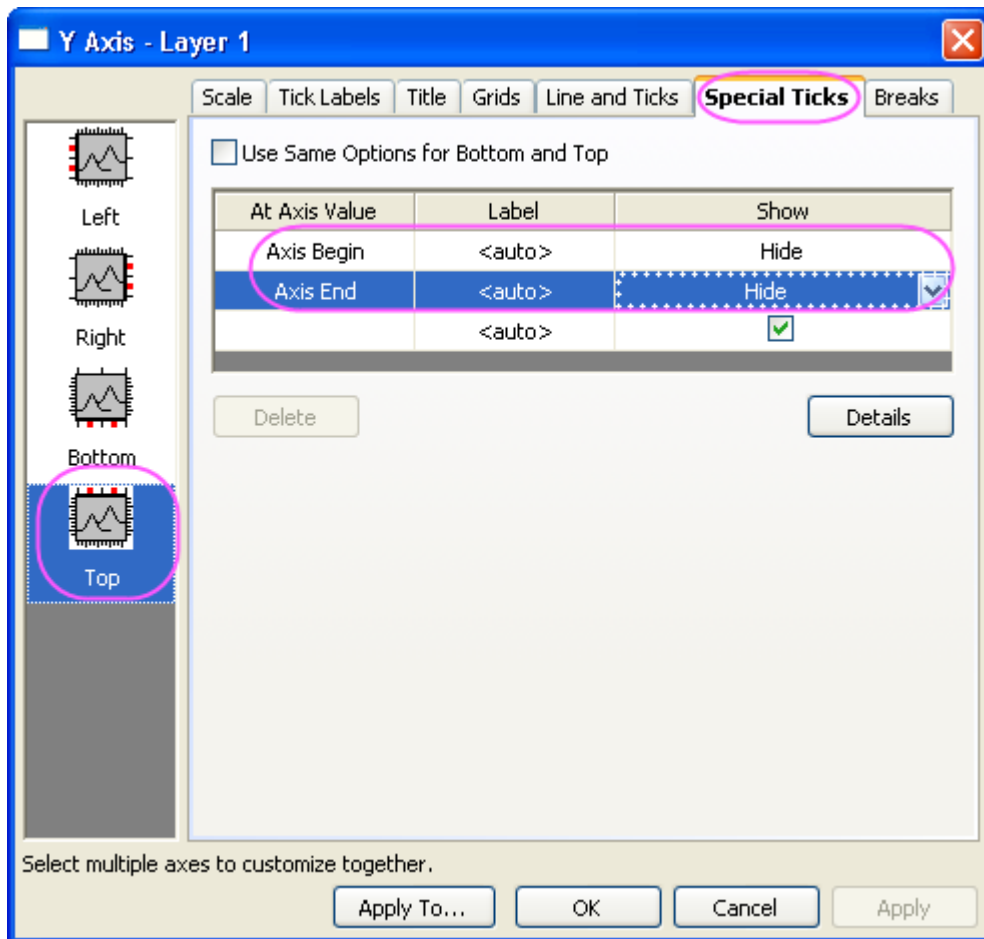 Y Axis - Layer 1
Scale Tick Labels Title Grids Line and Ticks Special Ticks Breaks
Left
Right
Bottom
Top
Use Same Options for Bottom and Top
At Axis Value Label Show
Axis Begin <auto> Hide
Axis End <auto> Hide
<auto>
Delete Details
Select multiple axes to customize together.
Apply To... OK Cancel Apply